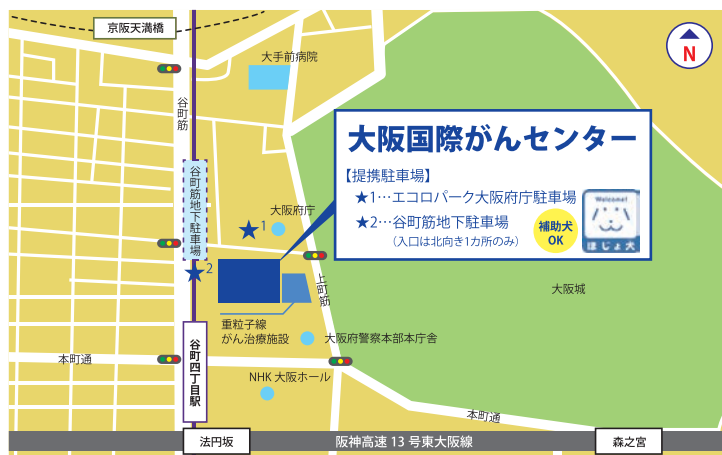 京阪天満橋
大手前病院
N
谷町筋
大阪国際がんセンター
【提携駐車場】
★1…エコロパーク大阪府庁駐車場
★2…谷町筋地下駐車場
(入口は北向き1カ所のみ)
補助犬
OK
Welcome!
ほじょ犬
谷町筋地下駐車場
大阪府庁
★1
★2
上町筋
大阪城
重粒子線
がん治療施設
大阪府警察本部本庁舎
谷町四丁目駅
本町通
NHK 大阪ホール
本町通
法円坂
阪神高速 13 号東大阪線
森之宮